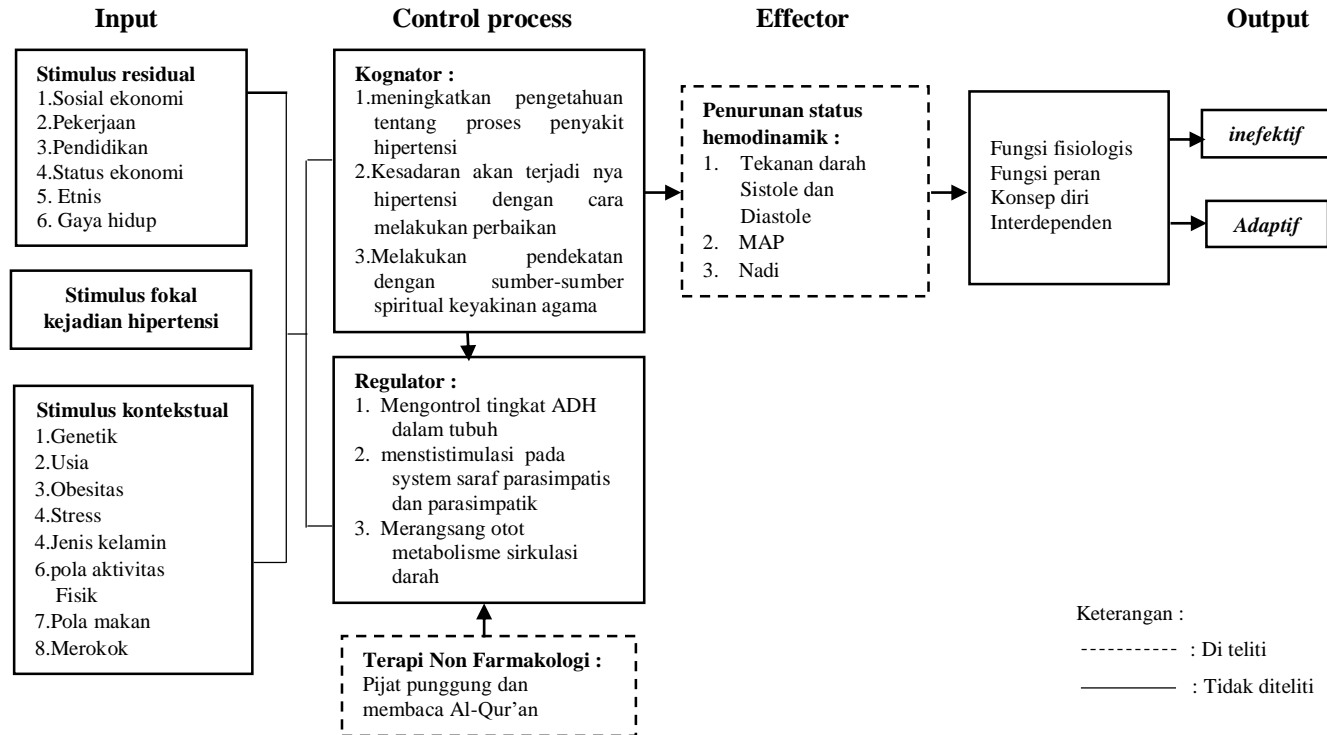 Input
Control process
Effector
Output
Stimulus residual
1.Sosial ekonomi
2.Pekerjaan
3.Pendidikan
4.Status ekonomi
5. Etnis
6. Gaya hidup
Stimulus fokal
kejadian hipertensi
Stimulus kontekstual
1.Genetik
2.Usia
3.Obesitas
4.Stress
4.Jenis kelamin
6.pola aktivitas
Fisik
7.Pola makan
8.Merokok
Kognator :
1.meningkatkan pengetahuan
tentang proses penyakit
hipertensi
2.Kesadaran akan terjadi nya
hipertensi dengan cara
melakukan perbaikan
3.Melakukan pendekatan
dengan sumber-sumber
spiritual keyakinan agama
Regulator :
1. Mengontrol tingkat ADH
dalam tubuh
2. menstistimulasi pada
system saraf parasimpatis
dan parasimpatik
3. Merangsang otot
metabolisme sirkulasi
darah
Terapi Non Farmakologi :
Pijat punggung dan
membaca Al-Qur’an
Penurunan status
hemodinamik :
1. Tekanan darah
Sistole dan
Diastole
2. MAP
3. Nadi
Fungsi fisiologis
Fungsi peran
Konsep diri
Interdependen
inefektif
Adaptif
Keterangan :
: Di teliti
: Tidak diteliti